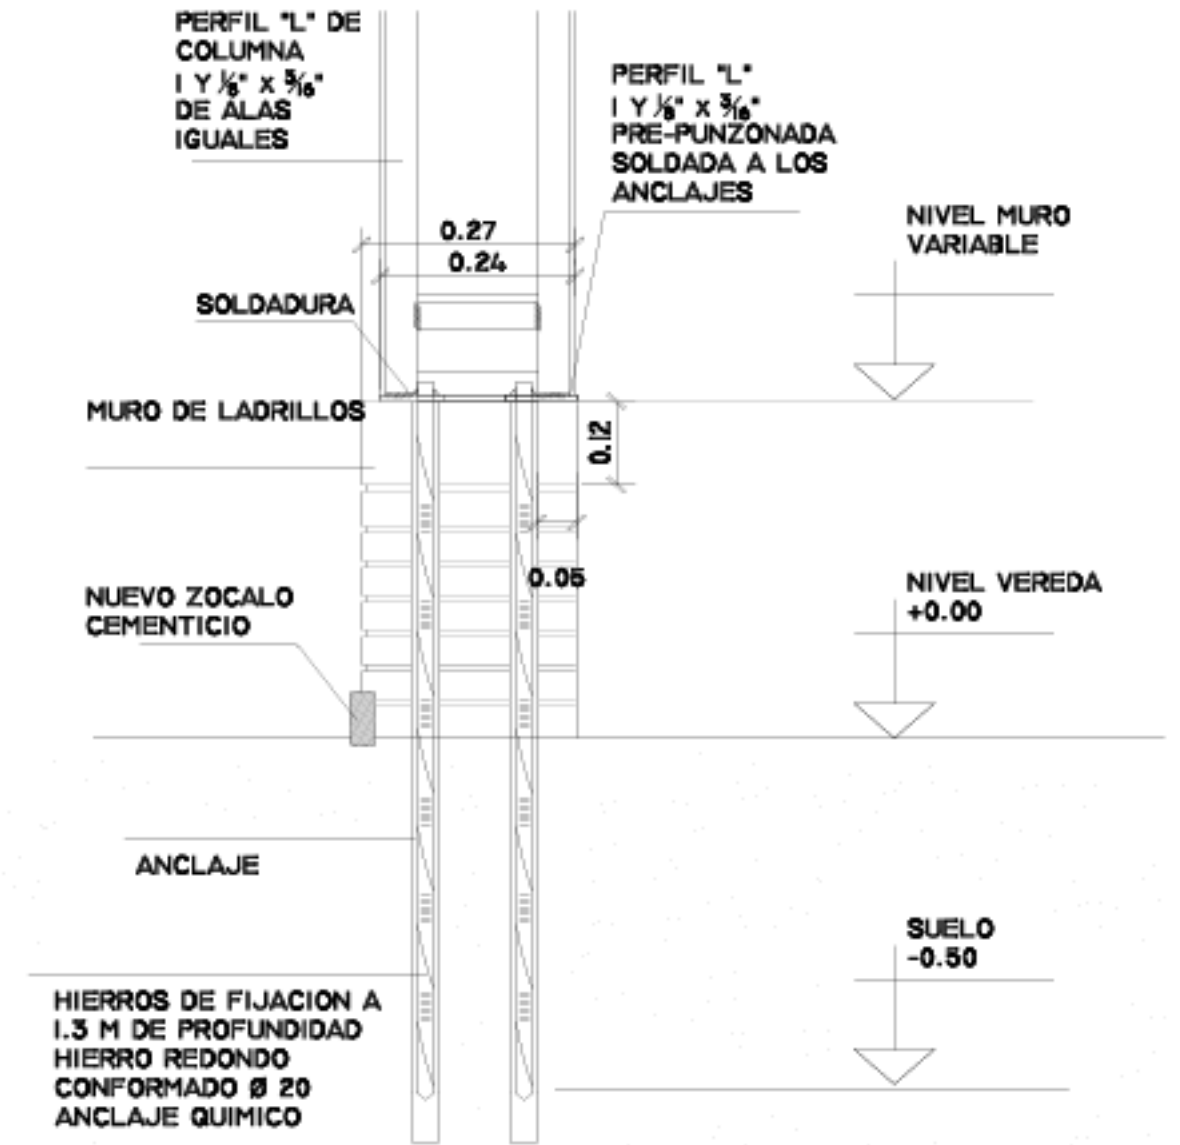 PERFIL "L" DE
COLUMNA
1 Y ⅛" X 3/16"
DE ALAS
IGUALES
PERFIL "L"
1 Y ⅛" X 3/16"
PRE-PUNZONADA
SOLDADA A LOS
ANCLAJES
NIVEL MURO
VARIABLE
0.27
0.24
SOLDADURA
MURO DE LADRILLOS
0.12
0.05
NUEVO ZOCALO
CEMENTICIO
NIVEL VEREDA
+0.00
ANCLAJE
SUELO
-0.50
HIERROS DE FIJACION A
1.3 M DE PROFUNDIDAD
HIERRO REDONDO
CONFORMADO Ø 20
ANCLAJE QUIMICO